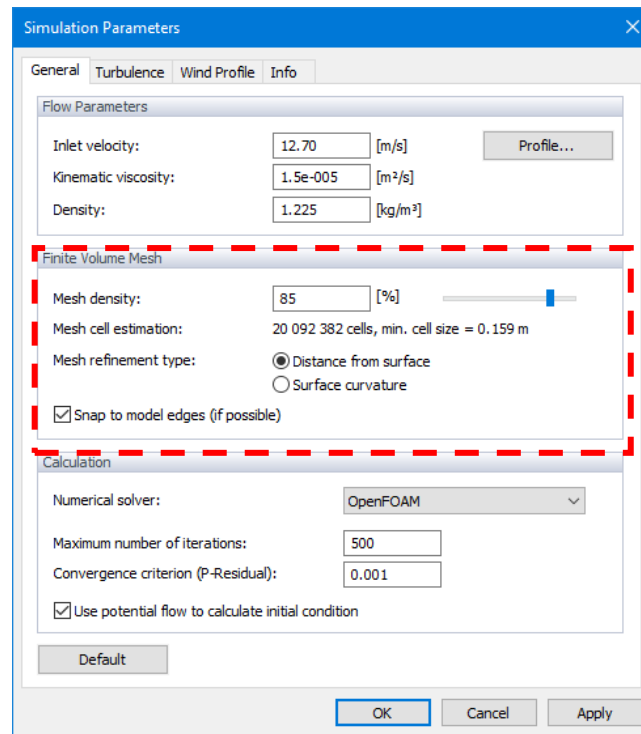 Simulation Parameters
General Turbulence Wind Profile Info
Flow Parameters
Inlet velocity: 12.70 [m/s] Profile...
Kinematic viscosity: 1.5e-005 [m²/s]
Density: 1.225 [kg/m³]
Finite Volume Mesh
Mesh density: 85 [%]
Mesh cell estimation: 20 092 382 cells, min. cell size = 0.159 m
Mesh refinement type: Distance from surface
Surface curvature
Snap to model edges (if possible)
Calculation
Numerical solver: OpenFOAM
Maximum number of iterations: 500
Convergence criterion (P-Residual): 0.001
Use potential flow to calculate initial condition
Default
OK Cancel Apply